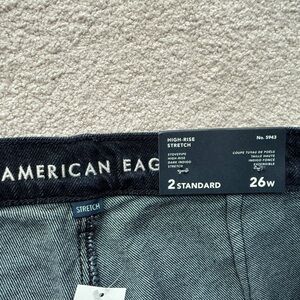 HIGH-RISE
STRETCH
No. 5943
STOVEPIPE
HIGH RISE
DARK INDIGO
STRETCH
COUPE TUYAU DE POÊLE
TAILLE HAUTE
INDIGO FONCÉ
EXTENSIBLE
AMERICAN EAG
2 STANDARD
26W
STRETCH